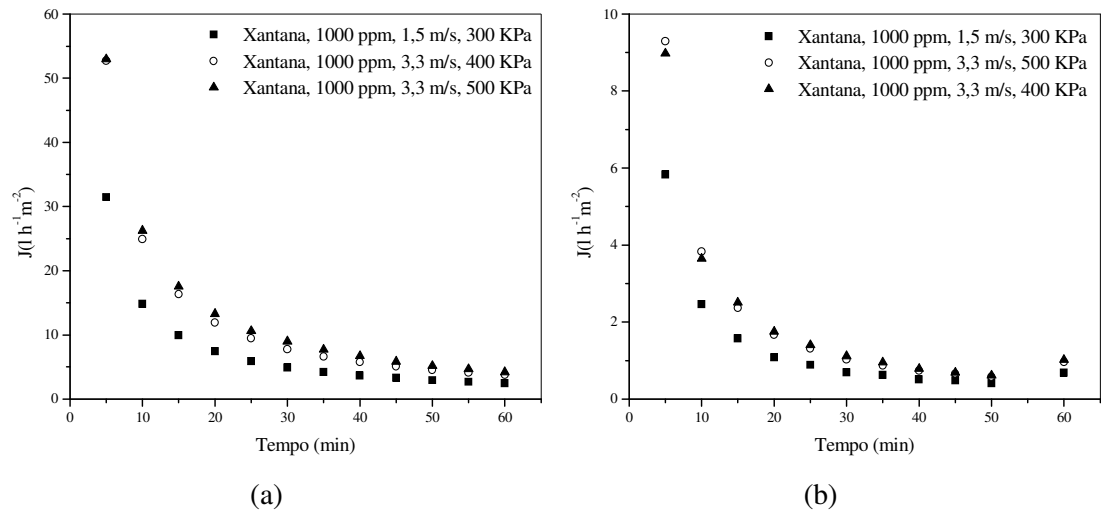 60
50
40
30
20
10
0
J(l h⁻¹m⁻²)
Xantana, 1000 ppm, 1,5 m/s, 300 KPa
Xantana, 1000 ppm, 3,3 m/s, 400 KPa
Xantana, 1000 ppm, 3,3 m/s, 500 KPa
0 10 20 30 40 50 60
Tempo (min)
(a)
10
8
6
4
2
0
J(l h⁻¹m⁻²)
Xantana, 1000 ppm, 1,5 m/s, 300 KPa
Xantana, 1000 ppm, 3,3 m/s, 500 KPa
Xantana, 1000 ppm, 3,3 m/s, 400 KPa
0 10 20 30 40 50 60
Tempo (min)
(b)